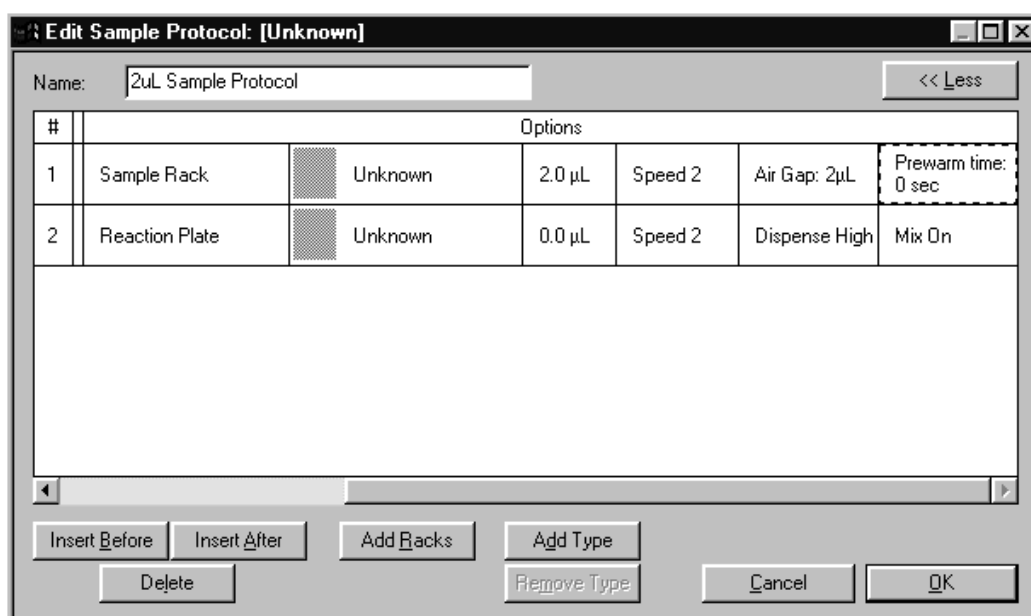 Edit Sample Protocol: [Unknown]
Name: 2uL Sample Protocol << Less
# Options
1 Sample Rack Unknown 2.0 µL Speed 2 Air Gap: 2µL Prewarm time: 0 sec
2 Reaction Plate Unknown 0.0 µL Speed 2 Dispense High Mix On
Insert Before Insert After Add Racks Add Type
Delete Remove Type Cancel OK